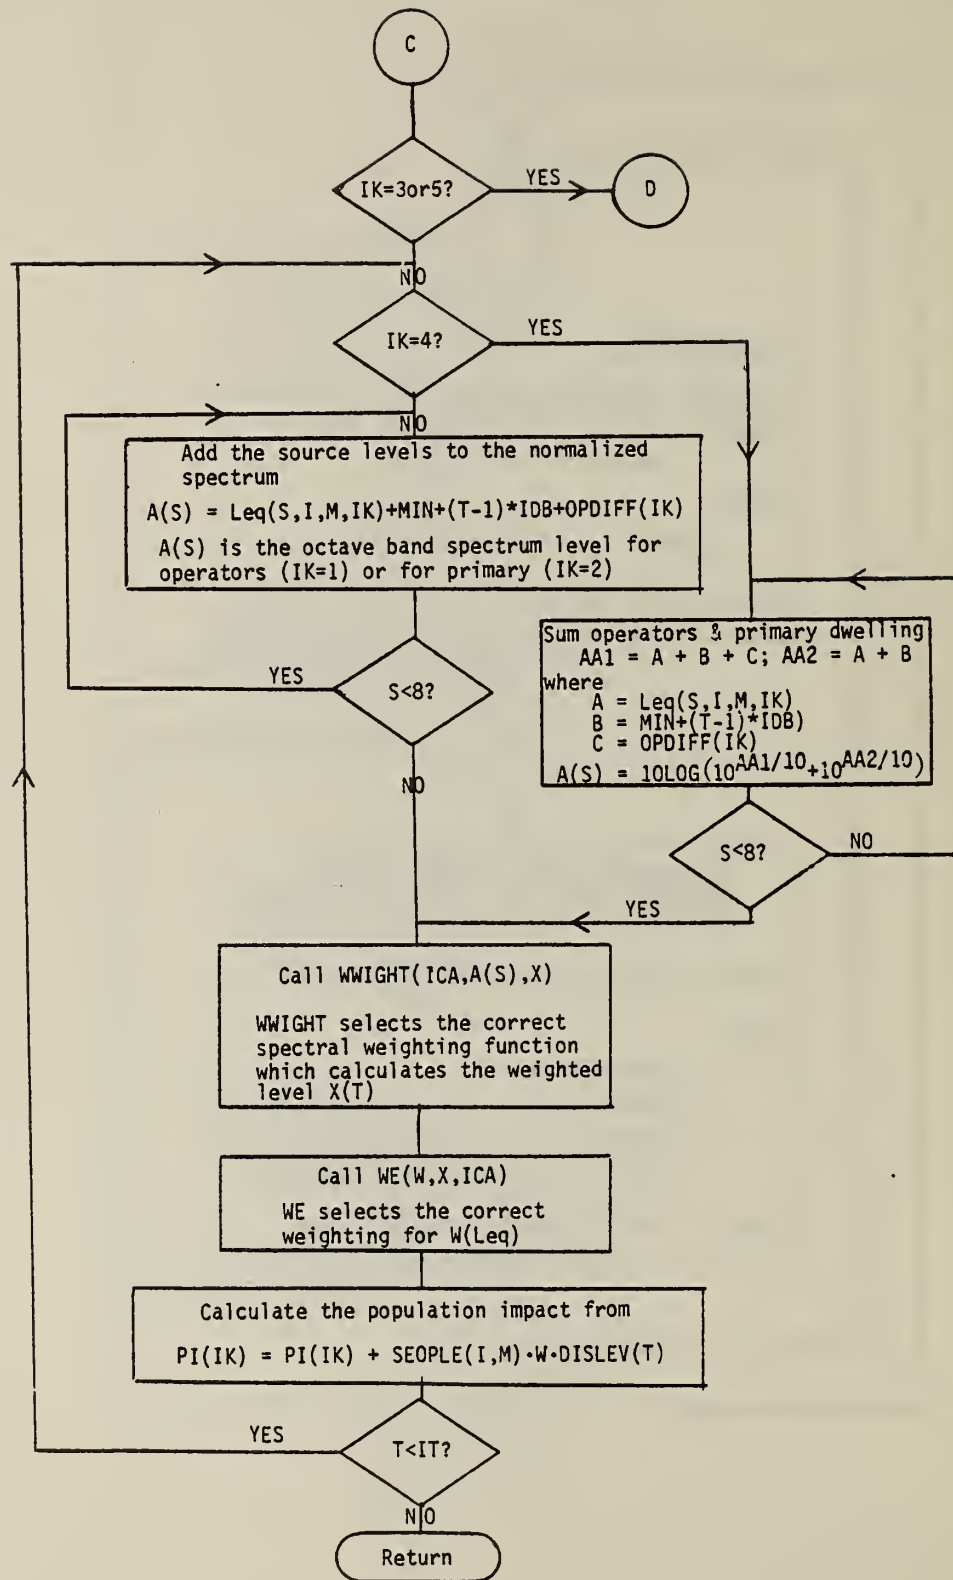 C
IK=3or5?
YES
D
NO
IK=4?
YES
NO
Add the source levels to the normalized
spectrum
A(S) = Leq(S,I,M,IK)+MIN+(T-1)*IDB+OPDIFF(IK)
A(S) is the octave band spectrum level for
operators (IK=1) or for primary (IK=2)
S<8?
YES
NO
Sum operators & primary dwelling
AA1 = A + B + C; AA2 = A + B
where
A = Leq(S,I,M,IK)
B = MIN+(T-1)*IDB)
C = OPDIFF(IK)
A(S) = 10LOG(10^AA1/10+10^AA2/10)
S<8?
NO
YES
Call WWIGHT(ICA,A(S),X)
WWIGHT selects the correct
spectral weighting function
which calculates the weighted
level X(T)
Call WE(W,X,ICA)
WE selects the correct
weighting for W(Leq)
Calculate the population impact from
PI(IK) = PI(IK) + SEOPLE(I,M)·W·DISLEV(T)
YES
T<IT?
NO
Return